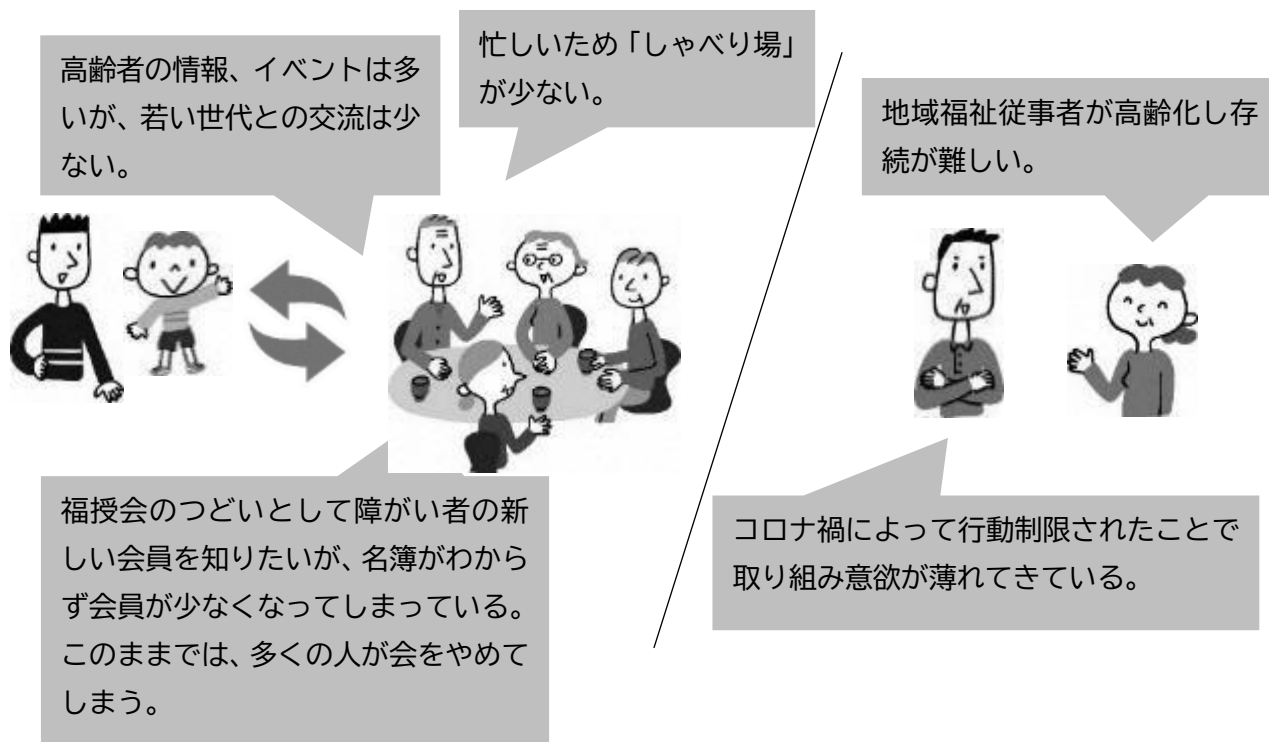 高齢者の情報、イベントは多
いが、若い世代との交流は少
ない。
忙しいため「しゃべり場」
が少ない。
福授会のつどいとして障がい者の新
しい会員を知りたいが、名簿がわから
ず会員が少なくなってしまっている。
このままでは、多くの人が会をやめて
しまう。
地域福祉従事者が高齢化し存
続が難しい。
コロナ禍によって行動制限されたことで
取り組み意欲が薄れてきている。